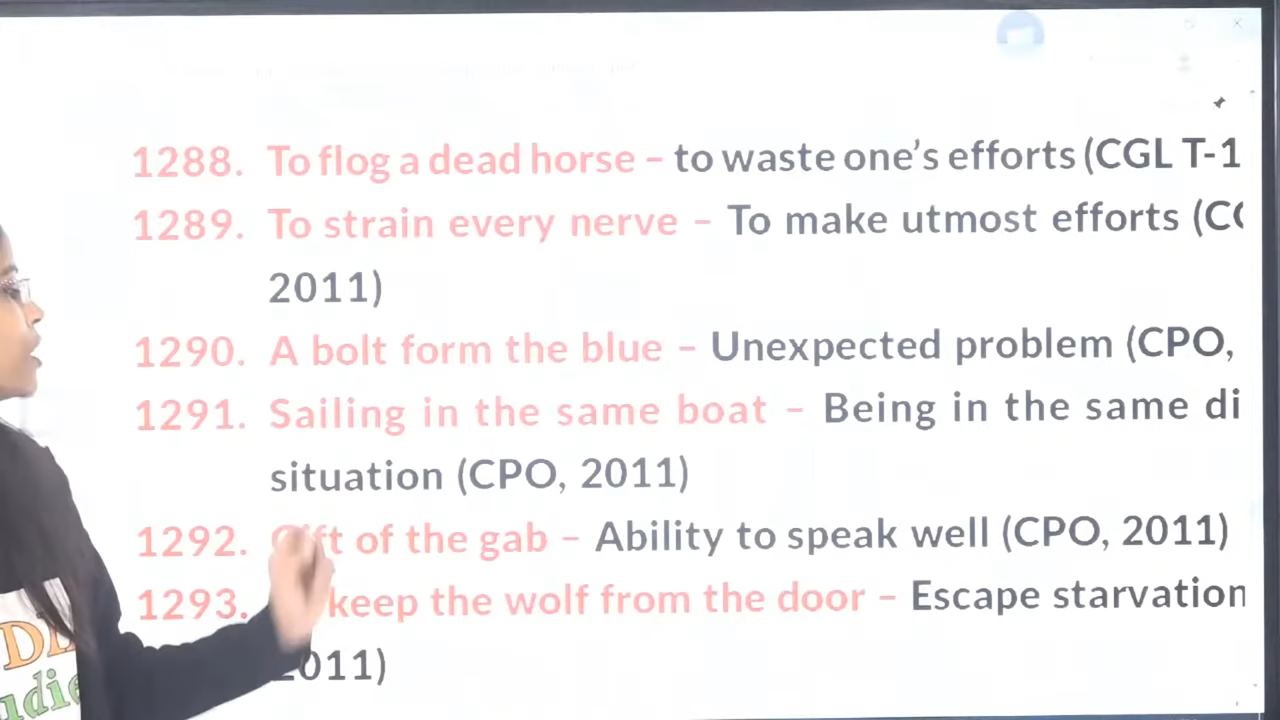 1288. To flog a dead horse – to waste one's efforts (CGL T-1
1289. To strain every nerve – To make utmost efforts (C
2011)
1290. A bolt form the blue – Unexpected problem (CPO,
1291. Sailing in the same boat – Being in the same di
situation (CPO, 2011)
1292. Gift of the gab – Ability to speak well (CPO, 2011)
1293. keep the wolf from the door – Escape starvation
2011)